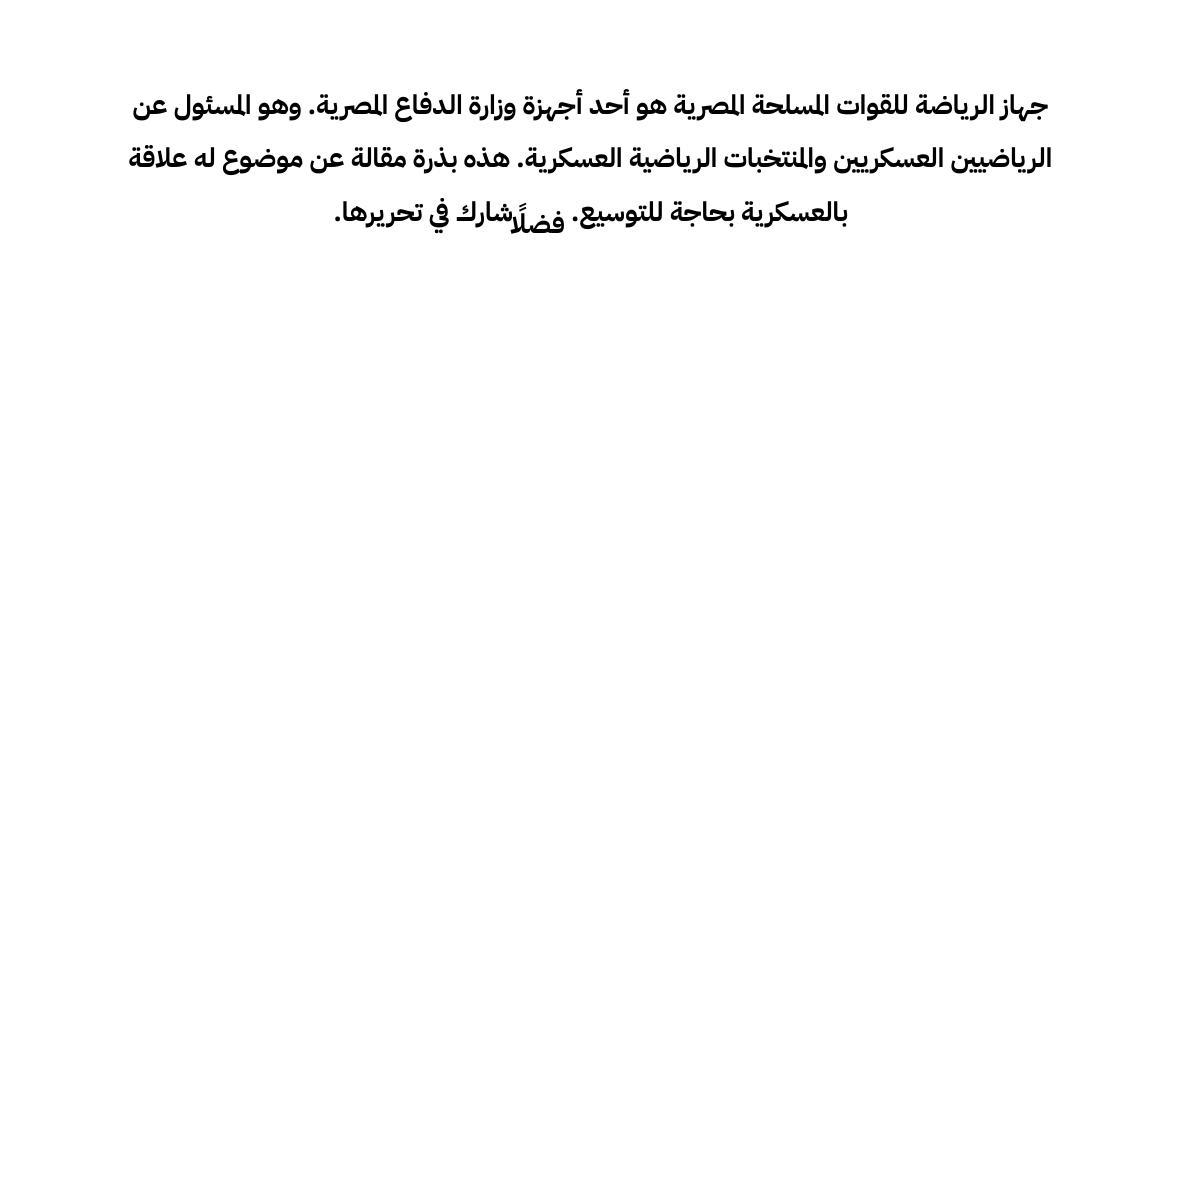 جهاز الرياضة للقوات المسلحة المصرية هو أحد أجهزة وزارة الدفاع المصرية. وهو المسئول عن
الرياضيين العسكريين والمنتخبات الرياضية العسكرية. هذه بذرة مقالة عن موضوع له علاقة
بالعسكرية بحاجة للتوسيع. فضلًا شارك في تحريرها.